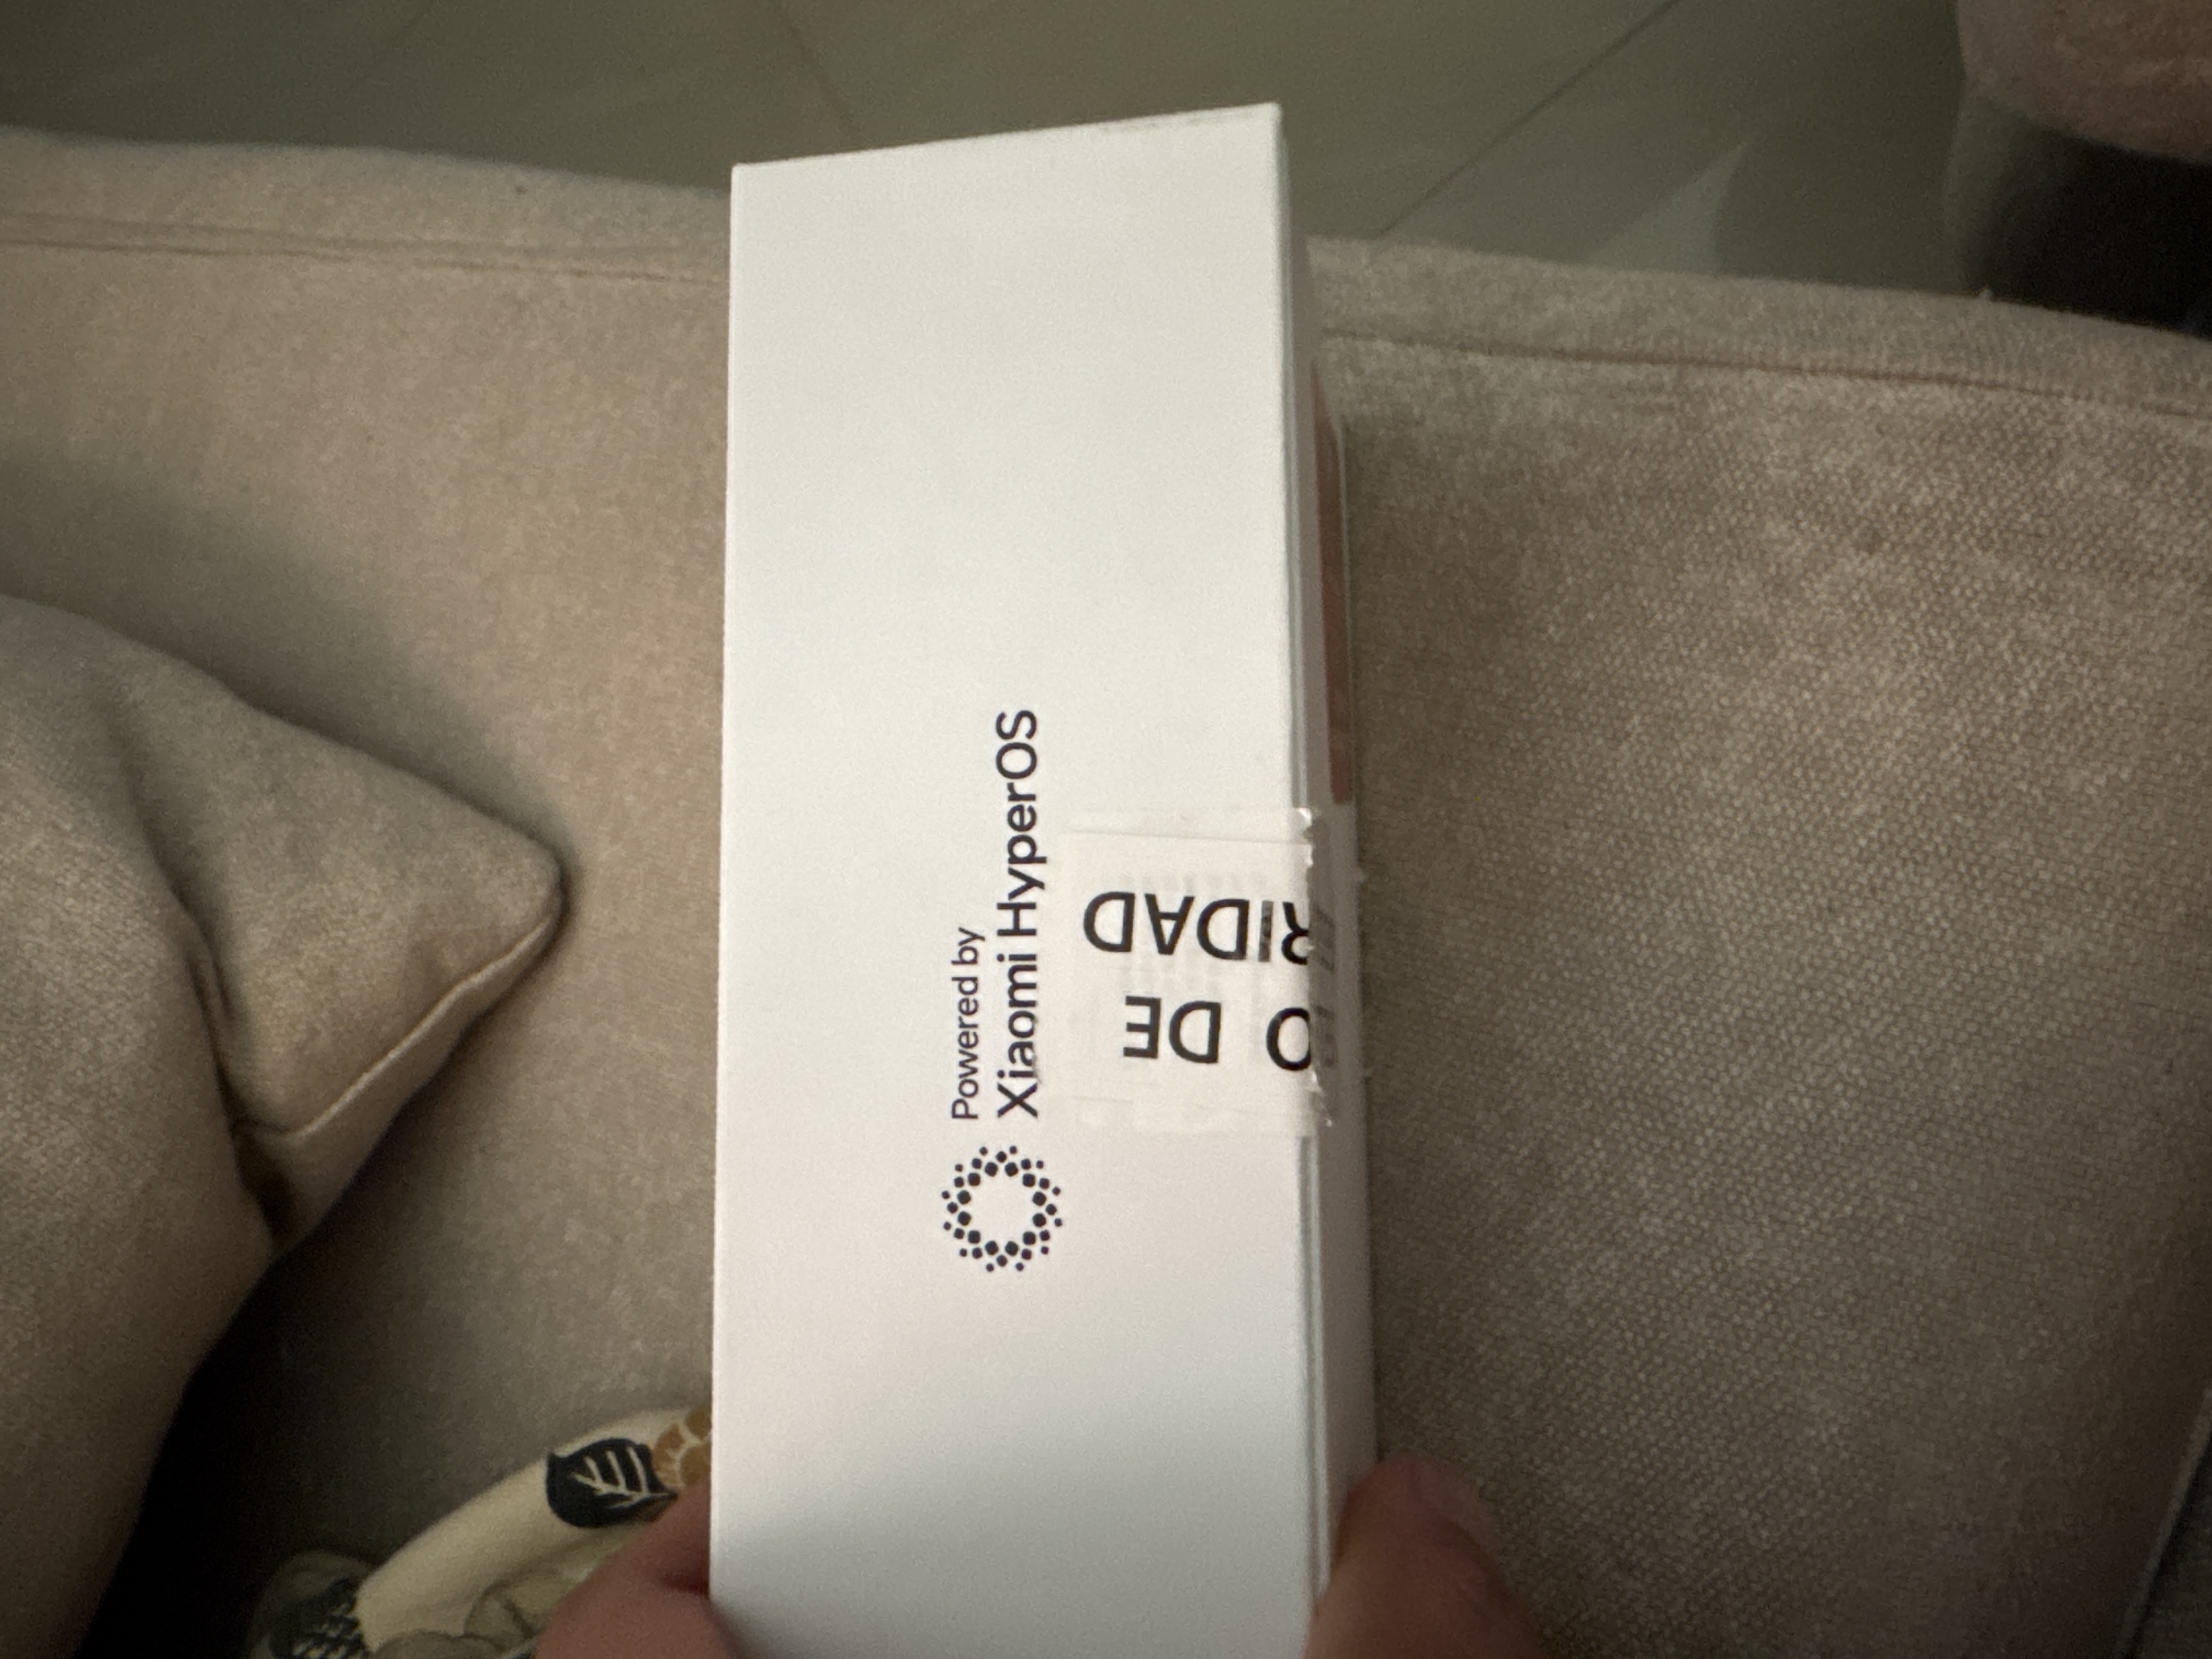 Powered by
Xiaomi HyperOS
O DE
RIDAD